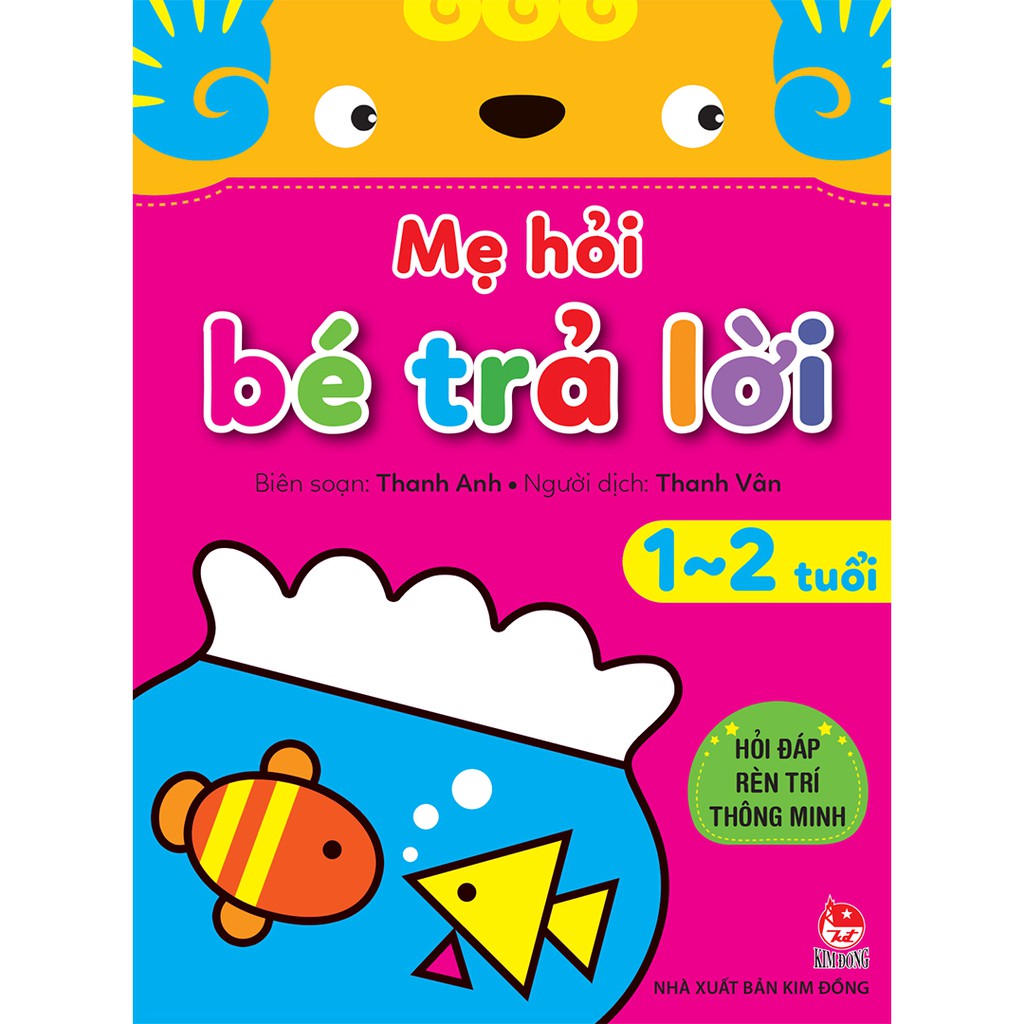 Mẹ hỏi
bé trả lời
Biên soạn: Thanh Anh • Người dịch: Thanh Vân
1~2 tuổi
HỎI ĐÁP
RÈN TRÍ
THÔNG MINH
KĐ
KIM ĐỒNG
NHÀ XUẤT BẢN KIM ĐỒNG